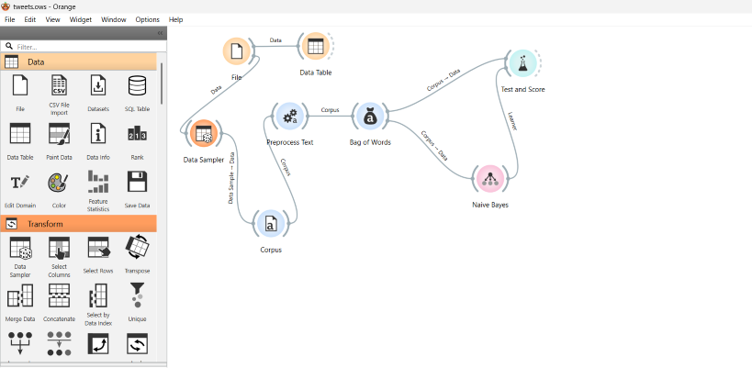 tweets.ows - Orange
File Edit View Widget Window Options Help
Filter...
Data
File CSV File Import Datasets SQL Table
Data Table Paint Data Data Info Rank
Edit Domain Color Feature Statistics Save Data
Transform
Data Sampler Select Columns Select Rows Transpose
Merge Data Concatenate Select by Data Index Unique
Data
File
Data Table
Data
Data Sampler
Data Sample → Data
Corpus
Corpus
Preprocess Text
Corpus
Bag of Words
Corpus → Data
Corpus → Data
Test and Score
Learner
Naive Bayes